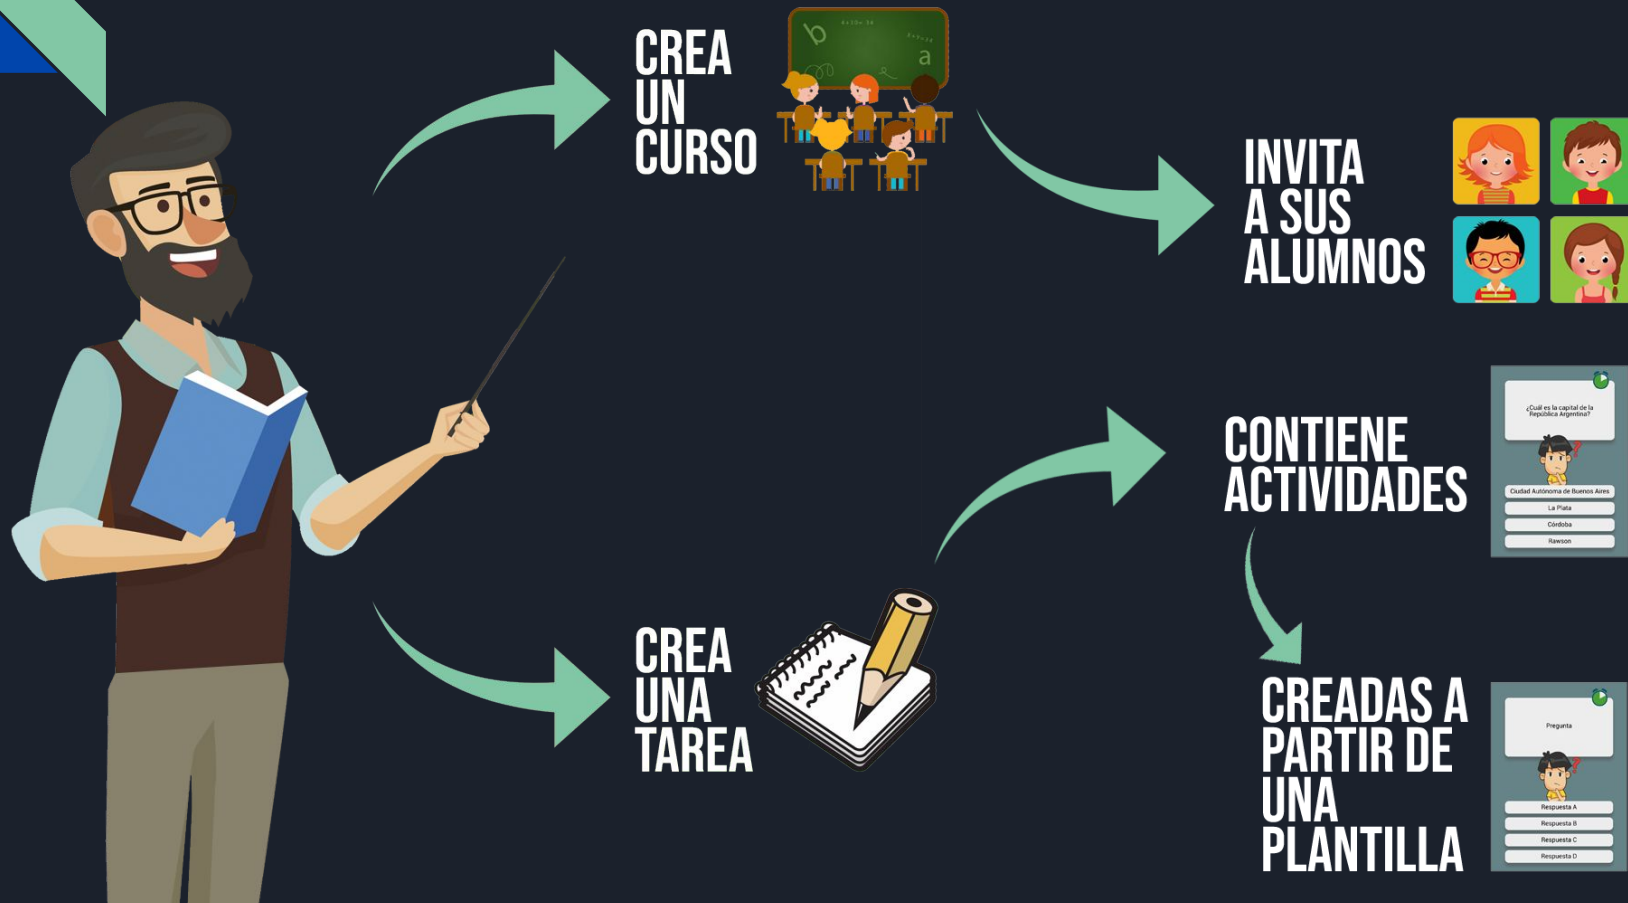 CREA
UN
CURSO
b
a
INVITA
A SUS
ALUMNOS
CONTIENE
ACTIVIDADES
¿Cuál es la capital de la
República Argentina?
Ciudad Autónoma de Buenos Aires
La Plata
Córdoba
Rawson
CREA
UNA
TAREA
CREADAS A
PARTIR DE
UNA
PLANTILLA
Pregunta
Respuesta A
Respuesta B
Respuesta C
Respuesta D